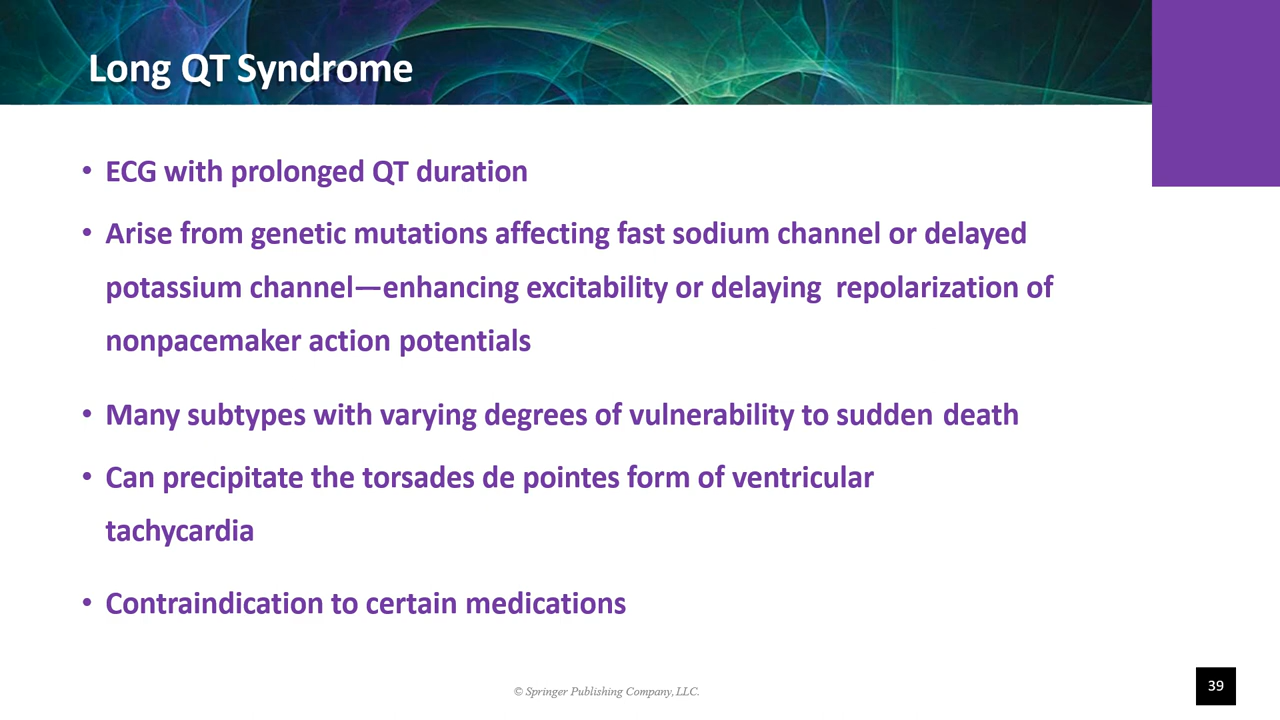 Long QT Syndrome
• ECG with prolonged QT duration
• Arise from genetic mutations affecting fast sodium channel or delayed
potassium channel—enhancing excitability or delaying repolarization of
nonpacemaker action potentials
• Many subtypes with varying degrees of vulnerability to sudden death
• Can precipitate the torsades de pointes form of ventricular
tachycardia
• Contraindication to certain medications
© Springer Publishing Company, LLC.
39